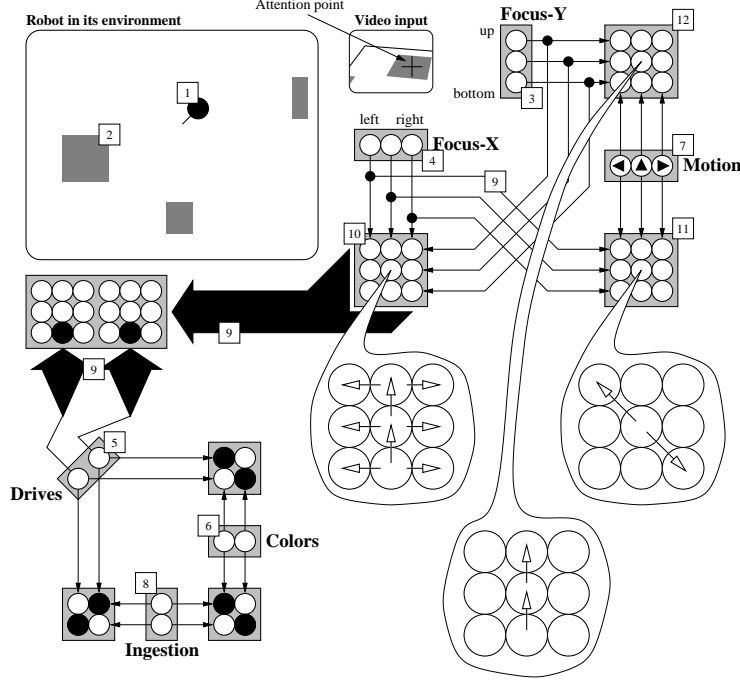 Attention point
Robot in its environment
Video input
Focus-Y
12
up
1
bottom
3
2
left right
Focus-X
4
9
7
Motion
10
11
9
9
5
Drives
6
Colors
8
Ingestion